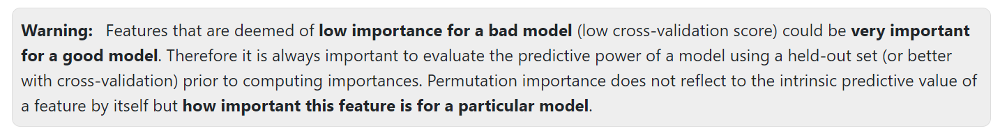 Warning: Features that are deemed of low importance for a bad model (low cross-validation score) could be very important
for a good model. Therefore it is always important to evaluate the predictive power of a model using a held-out set (or better
with cross-validation) prior to computing importances. Permutation importance does not reflect to the intrinsic predictive value of
a feature by itself but how important this feature is for a particular model.